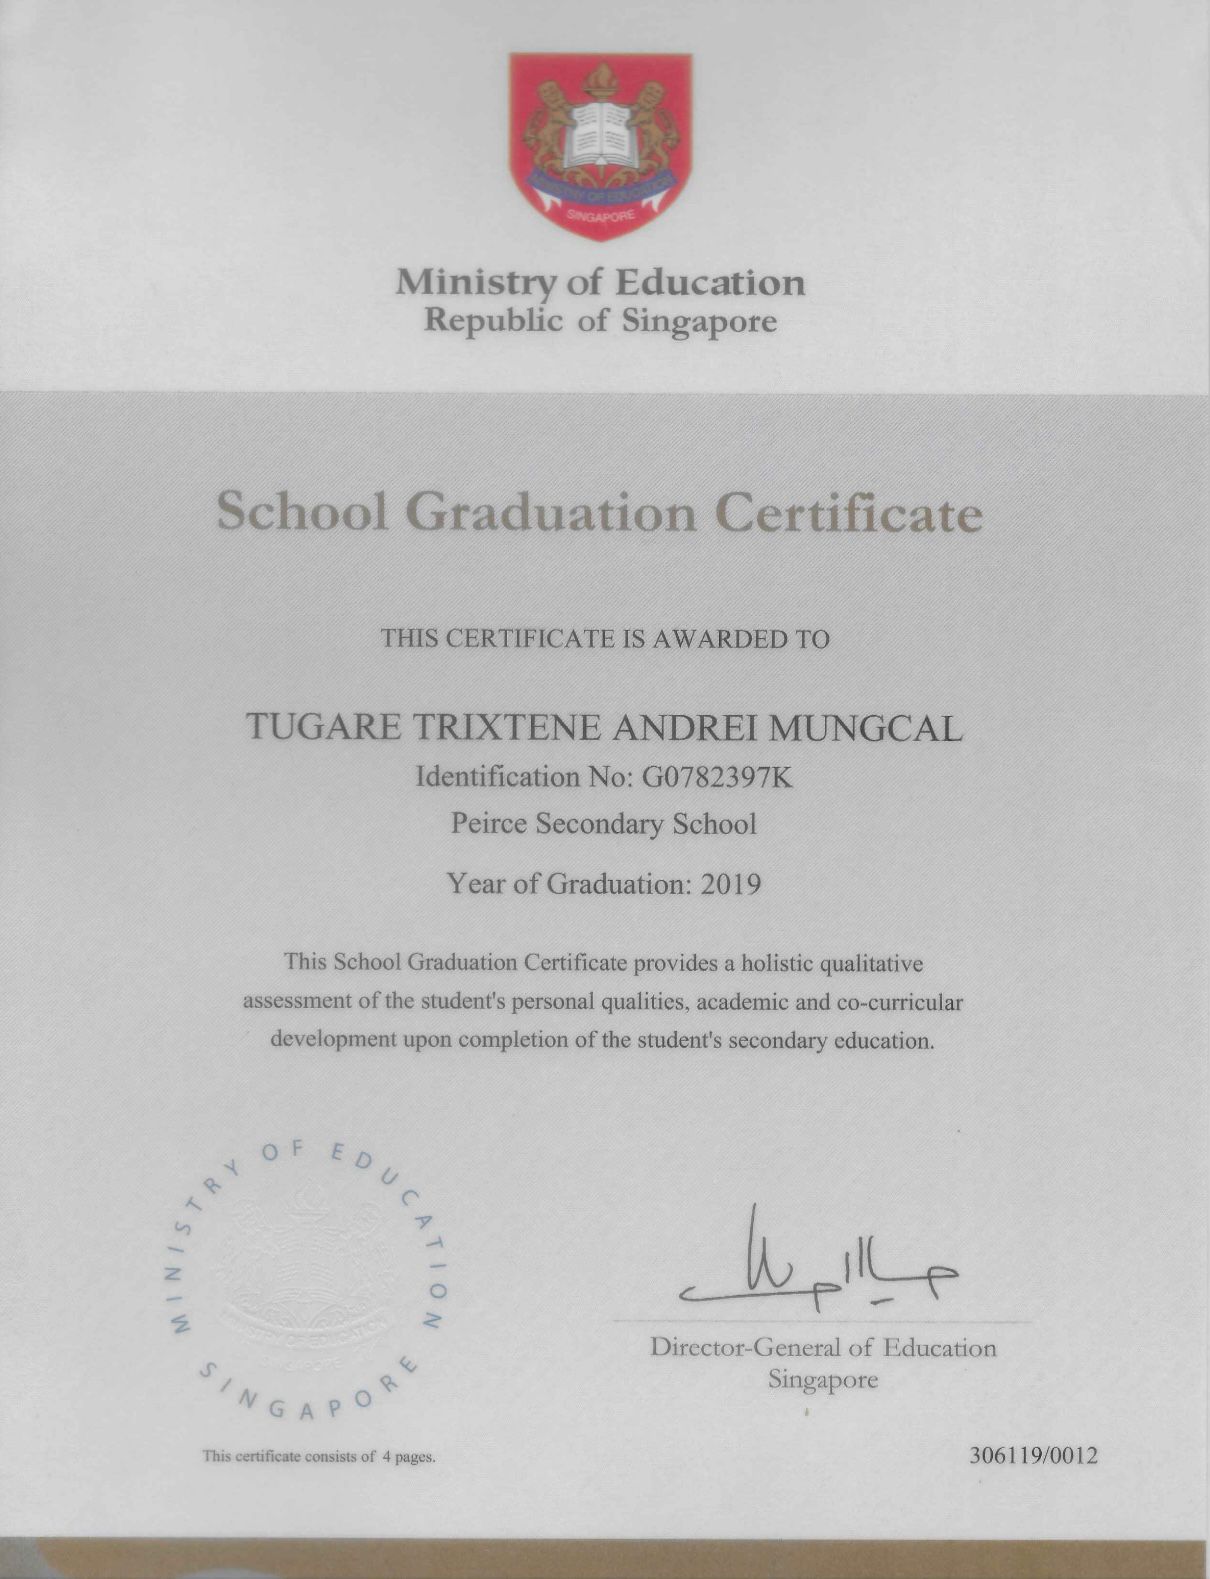 MINISTRY OF EDUCATION
SINGAPORE
Ministry of Education
Republic of Singapore
School Graduation Certificate
THIS CERTIFICATE IS AWARDED TO
TUGARE TRIXTENE ANDREI MUNGCAL
Identification No: G0782397K
Peirce Secondary School
Year of Graduation: 2019
This School Graduation Certificate provides a holistic qualitative
assessment of the student's personal qualities, academic and co-curricular
development upon completion of the student's secondary education.
MINISTRY OF EDUCATION
SINGAPORE
Director-General of Education
Singapore
This certificate consists of 4 pages.
306119/0012